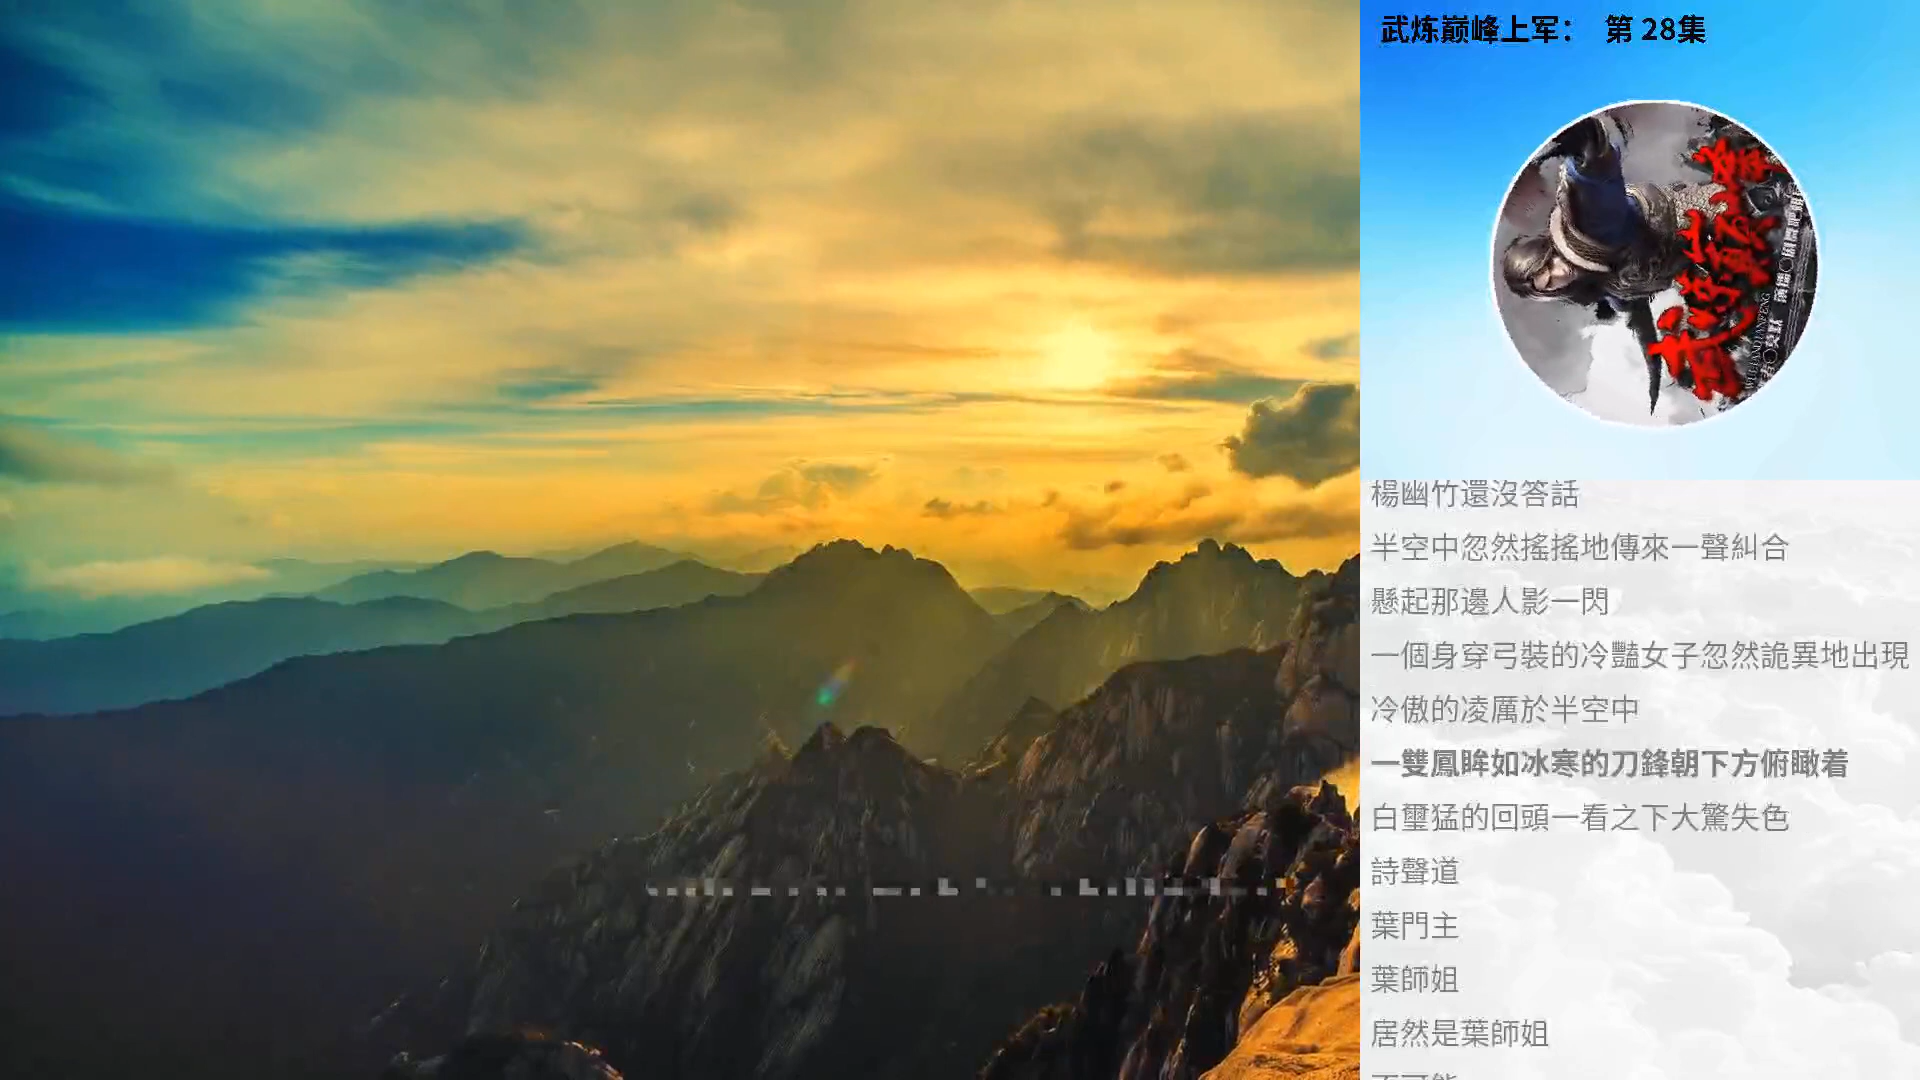 武炼巅峰上军： 第 28集
楊幽竹還沒答話
半空中忽然搖搖地傳來一聲糾合
懸起那邊人影一閃
一個身穿弓裝的冷豔女子忽然詭異地出現
冷傲的凌厲於半空中
一雙鳳眸如冰寒的刀鋒朝下方俯瞰着
白璽猛的回頭一看之下大驚失色
詩聲道
葉門主
葉師姐
居然是葉師姐